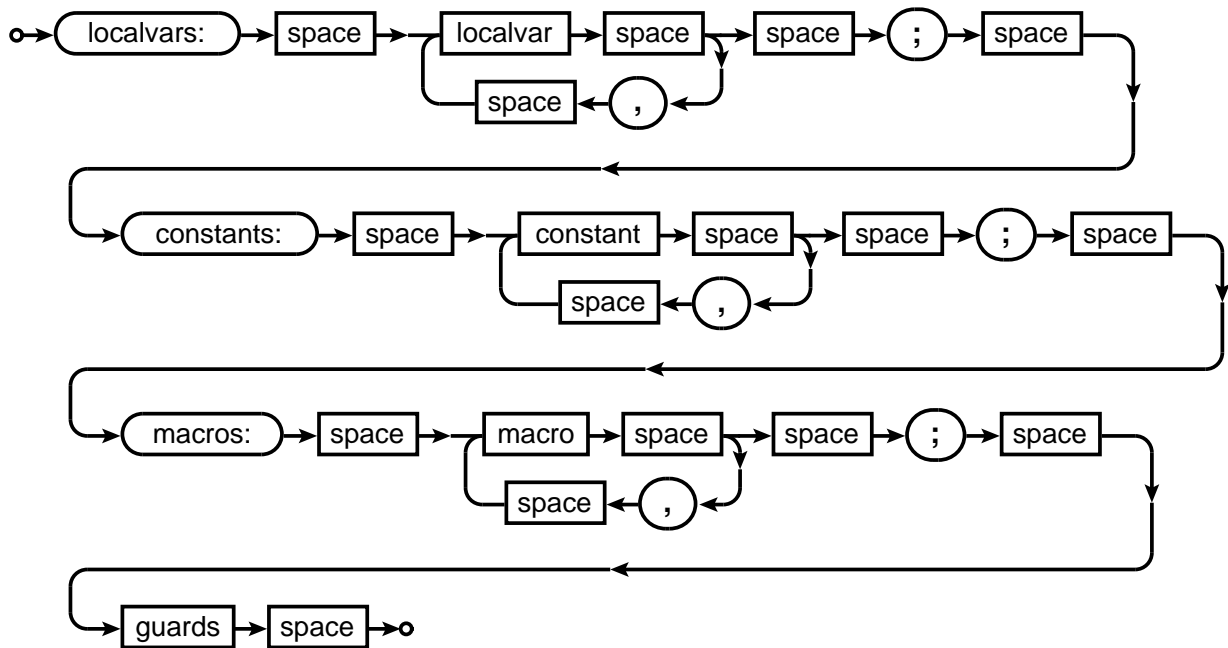 localvars: space localvar space space ; space
space ,
constants: space constant space space ; space
space ,
macros: space macro space space ; space
space ,
guards space